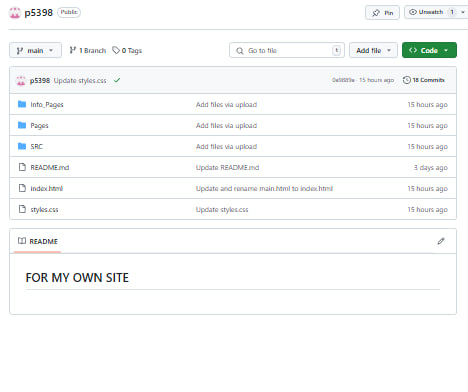 p5398 Public Pin Unwatch 1
main 1 Branch 0 Tags Go to file t Add file <> Code
p5398 Update styles.css 0a9889a · 15 hours ago 18 Commits
Info_Pages Add files via upload 15 hours ago
Pages Add files via upload 15 hours ago
SRC Add files via upload 15 hours ago
README.md Update README.md 3 days ago
index.html Update and rename main.html to index.html 15 hours ago
styles.css Update styles.css 15 hours ago
README
FOR MY OWN SITE